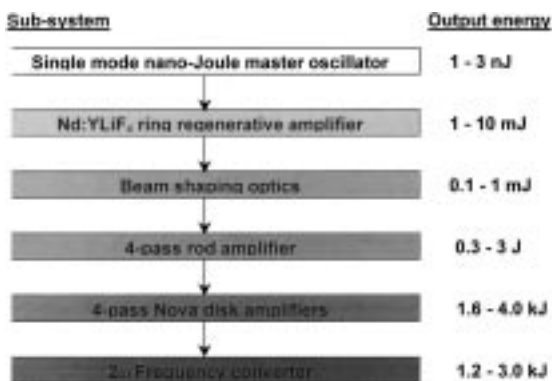 Sub-system Output energy
Single mode nano-Joule master oscillator 1 - 3 nJ
Nd:YLiF₄ ring regenerative amplifier 1 - 10 mJ
Beam shaping optics 0.1 - 1 mJ
4-pass rod amplifier 0.3 - 3 J
4-pass Nova disk amplifiers 1.6 - 4.0 kJ
2ω Frequency converter 1.2 - 3.0 kJ